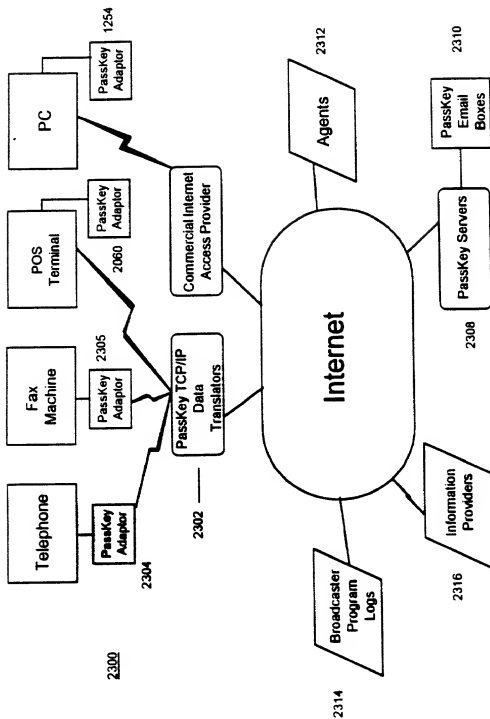 2300
Telephone
PassKey
Adaptor
2304
Fax
Machine
2305
PassKey
Adaptor
POS
Terminal
PassKey
Adaptor
2060
PC
PassKey
Adaptor
1254
2302
PassKey TCP/IP
Data
Translators
Commercial Internet
Access Provider
Internet
Agents
2312
Broadcaster
Program
Logs
2314
Information
Providers
2316
PassKey Servers
2308
PassKey
Email
Boxes
2310